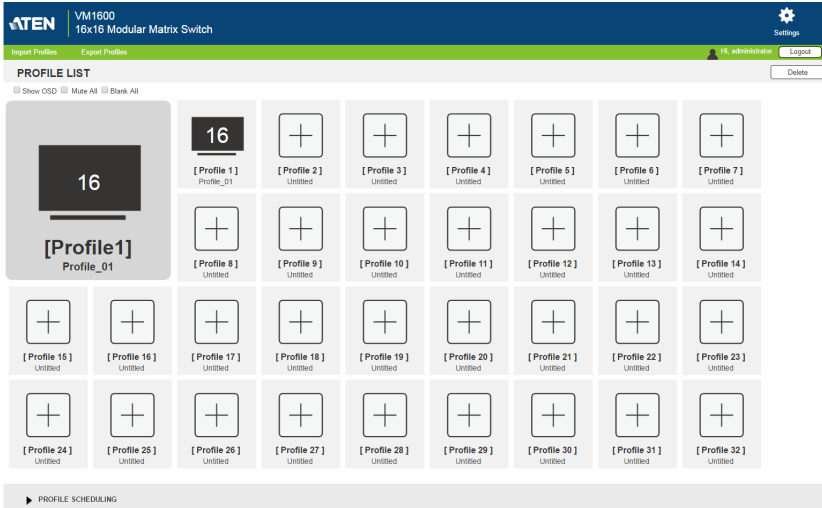 ATEN
VM1600
16x16 Modular Matrix Switch
Settings
Import Profiles Export Profiles Hi, administrator Logout
PROFILE LIST Delete
Show OSD Mute All Blank All
16
[Profile1]
Profile_01
16
[ Profile 1 ] [ Profile 2 ] [ Profile 3 ] [ Profile 4 ] [ Profile 5 ] [ Profile 6 ] [ Profile 7 ]
Profile_01 Untitled Untitled Untitled Untitled Untitled Untitled
[ Profile 8 ] [ Profile 9 ] [ Profile 10 ] [ Profile 11 ] [ Profile 12 ] [ Profile 13 ] [ Profile 14 ]
Untitled Untitled Untitled Untitled Untitled Untitled Untitled
[ Profile 15 ] [ Profile 16 ] [ Profile 17 ] [ Profile 18 ] [ Profile 19 ] [ Profile 20 ] [ Profile 21 ] [ Profile 22 ] [ Profile 23 ]
Untitled Untitled Untitled Untitled Untitled Untitled Untitled Untitled Untitled
[ Profile 24 ] [ Profile 25 ] [ Profile 26 ] [ Profile 27 ] [ Profile 28 ] [ Profile 29 ] [ Profile 30 ] [ Profile 31 ] [ Profile 32 ]
Untitled Untitled Untitled Untitled Untitled Untitled Untitled Untitled Untitled
PROFILE SCHEDULING